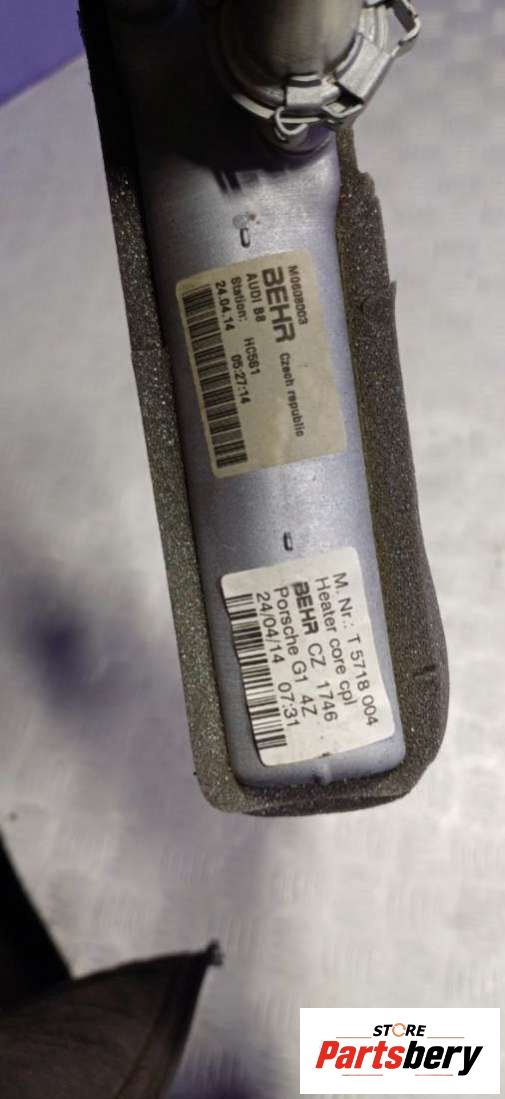 M0608003
BEHR Czech republic
AUDI B8
Station: HC561
24.04.14 05:27:14
M. Nr.: T 5718 004
Heater core cpl
BEHR CZ 1746
Porsche G1 4Z
24/04/14 07:31
STORE
Partsbery